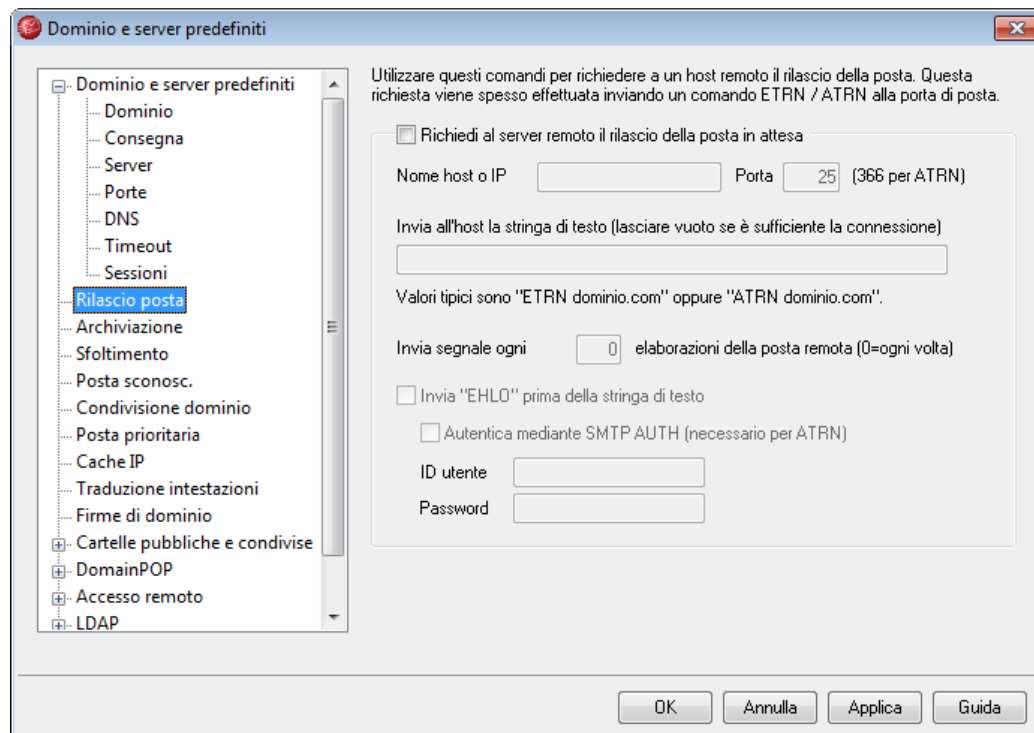 Dominio e server predefiniti
Dominio e server predefiniti
Dominio
Consegna
Server
Porte
DNS
Timeout
Sessioni
Rilascio posta
Archiviazione
Sfoltimento
Posta sconosc.
Condivisione dominio
Posta prioritaria
Cache IP
Traduzione intestazioni
Firme di dominio
Cartelle pubbliche e condivise
DomainPOP
Accesso remoto
LDAP
Utilizzare questi comandi per richiedere a un host remoto il rilascio della posta. Questa
richiesta viene spesso effettuata inviando un comando ETRN / ATRN alla porta di posta.
Richiedi al server remoto il rilascio della posta in attesa
Nome host o IP Porta 25 (366 per ATRN)
Invia all'host la stringa di testo (lasciare vuoto se è sufficiente la connessione)
Valori tipici sono "ETRN dominio.com" oppure "ATRN dominio.com".
Invia segnale ogni 0 elaborazioni della posta remota (0=ogni volta)
Invia "EHLO" prima della stringa di testo
Autentica mediante SMTP AUTH (necessario per ATRN)
ID utente
Password
OK Annulla Applica Guida